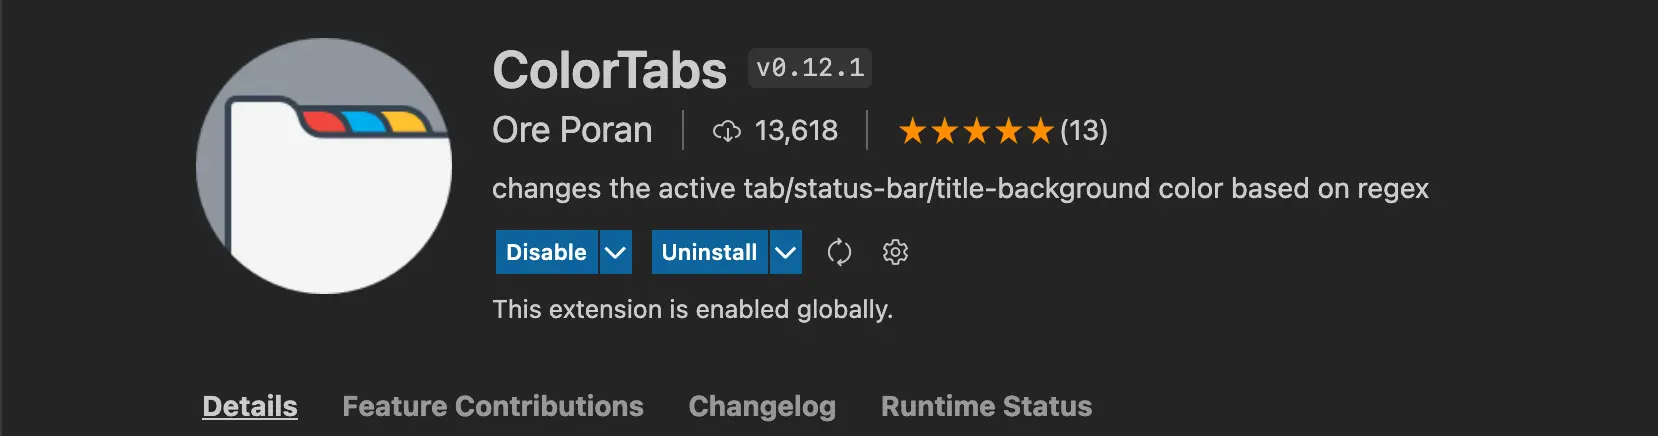 ColorTabs v0.12.1
Ore Poran 13,618 (13)
changes the active tab/status-bar/title-background color based on regex
Disable Uninstall
This extension is enabled globally.
Details Feature Contributions Changelog Runtime Status